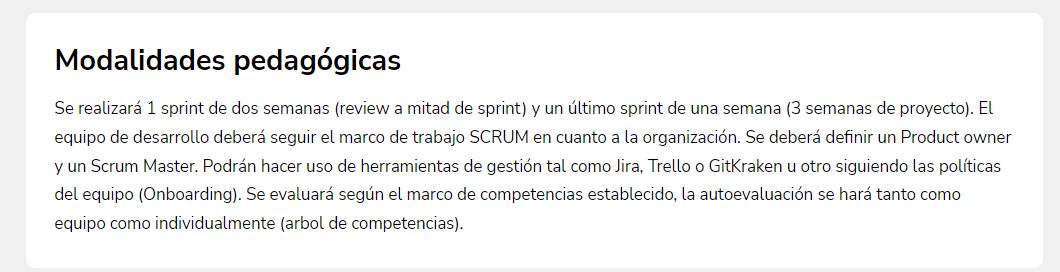 Modalidades pedagógicas
Se realizará 1 sprint de dos semanas (review a mitad de sprint) y un último sprint de una semana (3 semanas de proyecto). El
equipo de desarrollo deberá seguir el marco de trabajo SCRUM en cuanto a la organización. Se deberá definir un Product owner
y un Scrum Master. Podrán hacer uso de herramientas de gestión tal como Jira, Trello o GitKraken u otro siguiendo las políticas
del equipo (Onboarding). Se evaluará según el marco de competencias establecido, la autoevaluación se hará tanto como
equipo como individualmente (arbol de competencias).